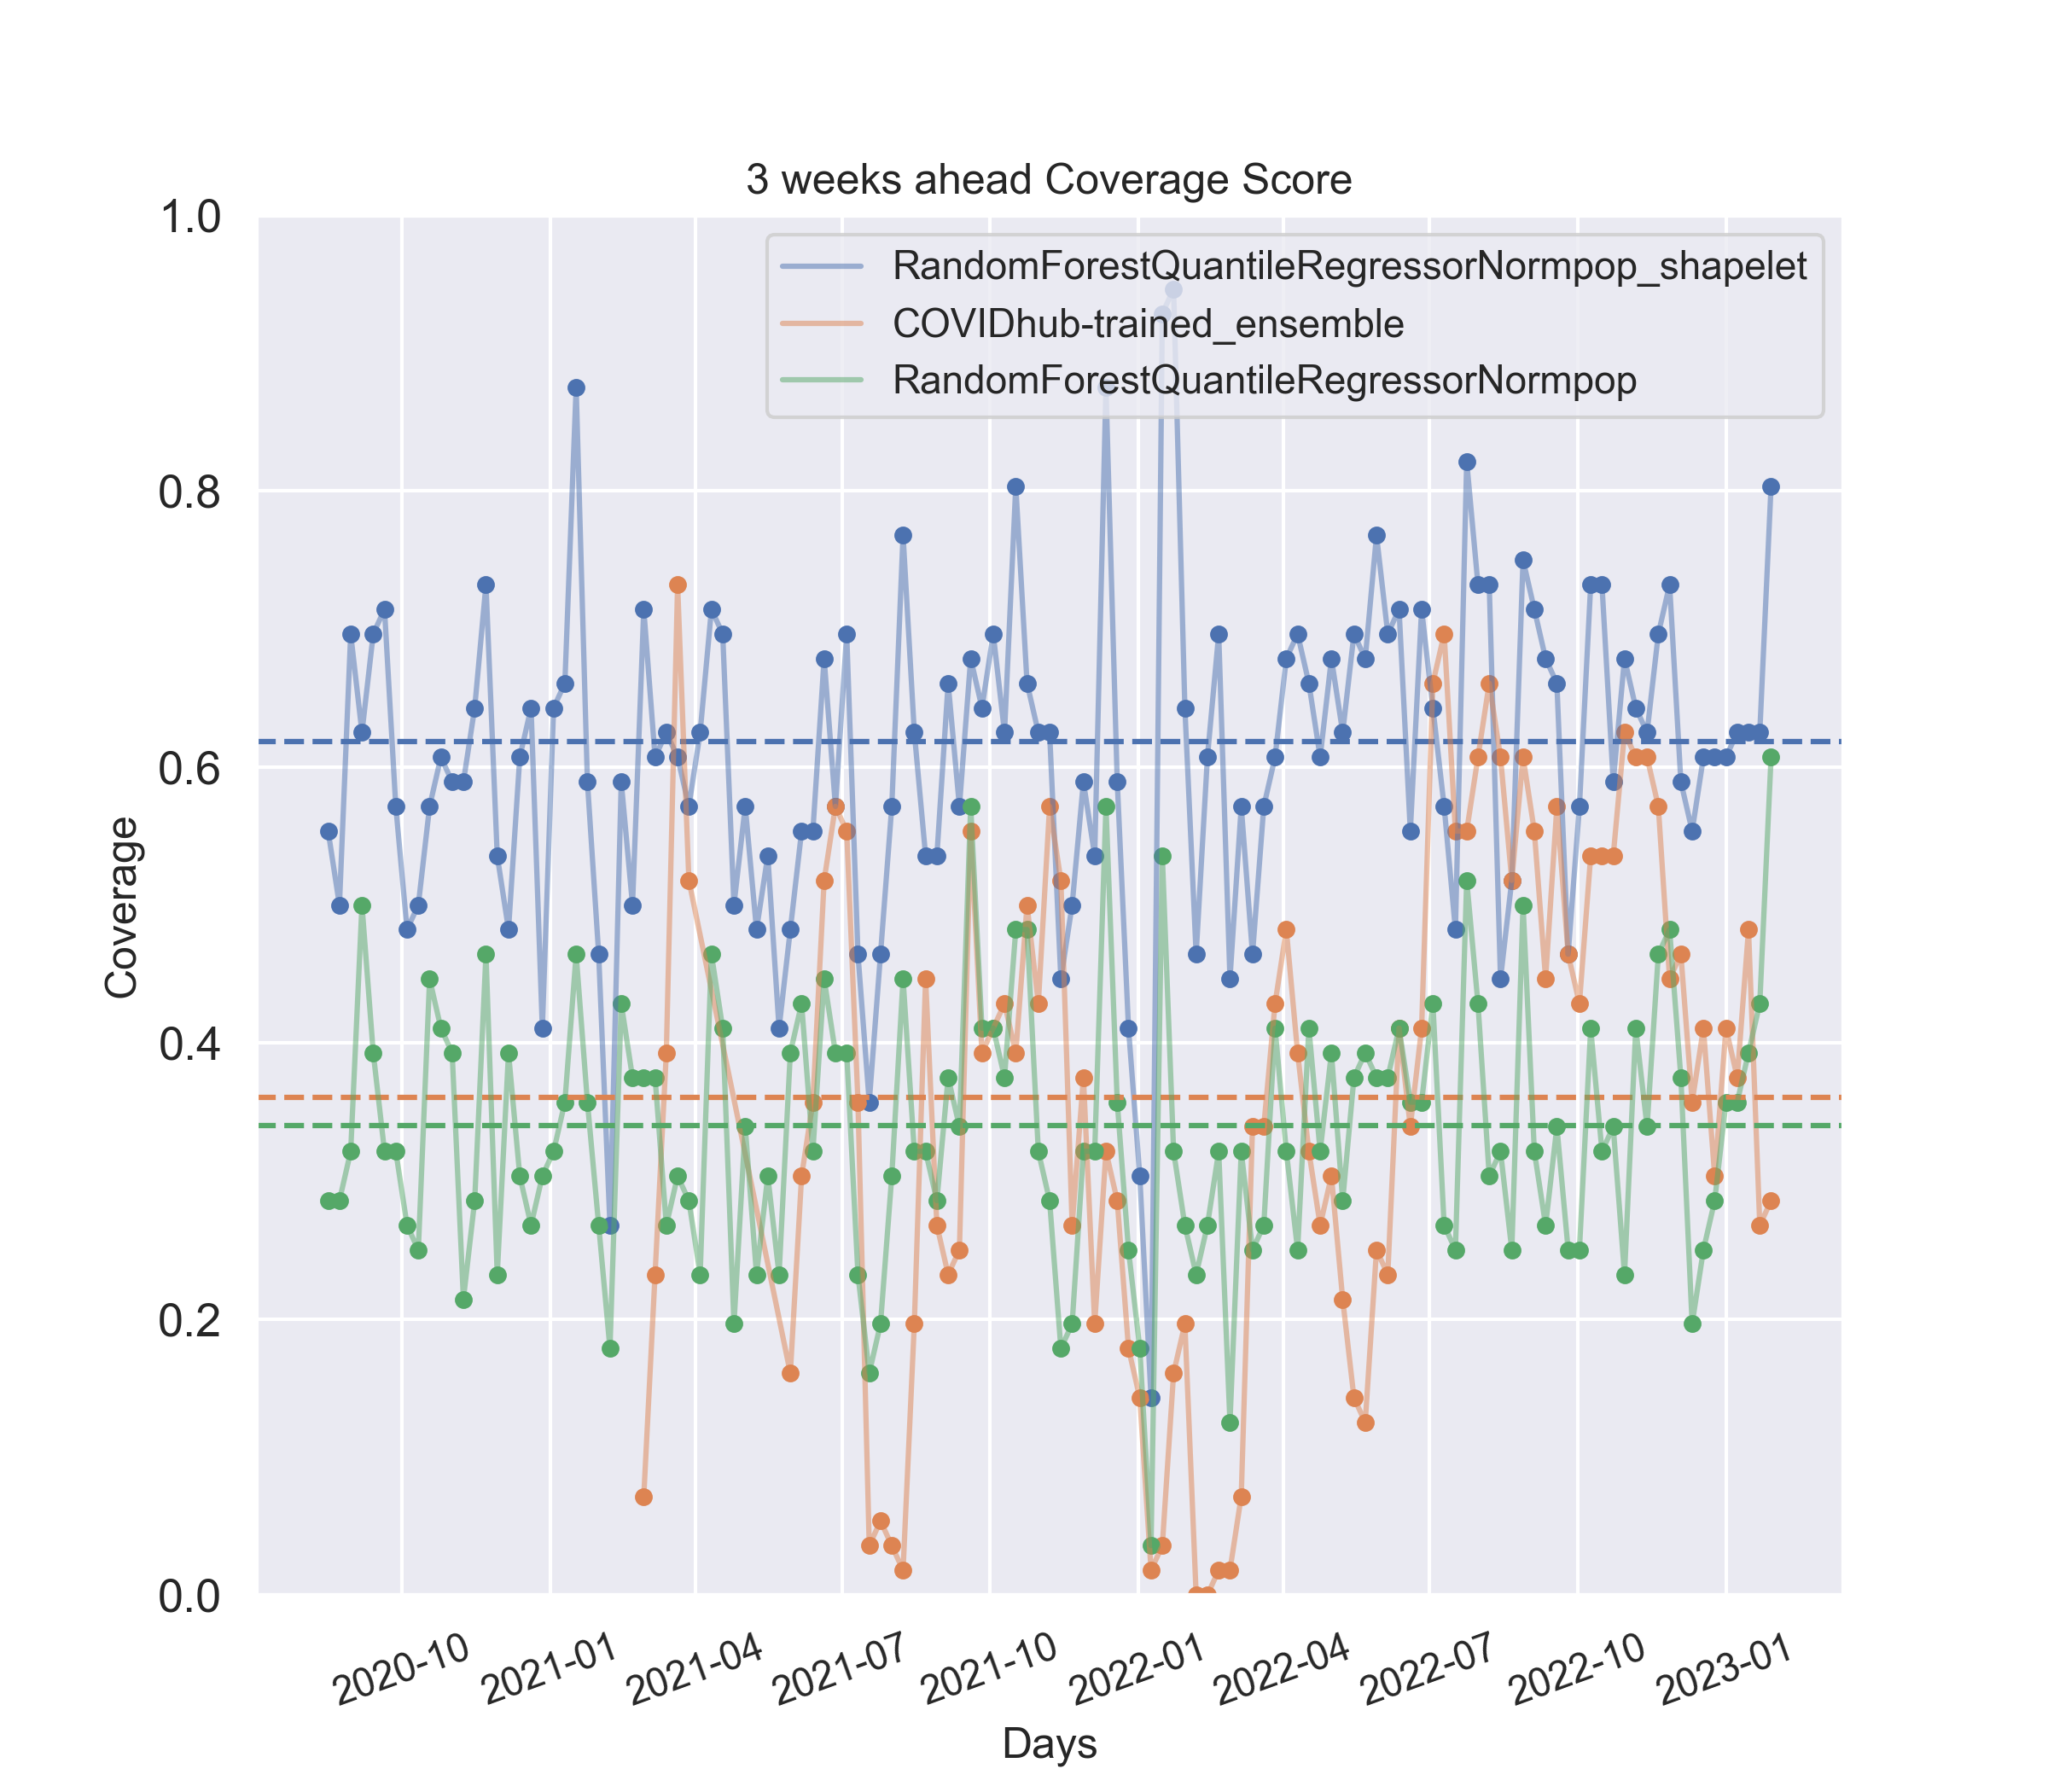 3 weeks ahead Coverage Score
1.0
0.8
0.6
0.4
0.2
0.0
Coverage
RandomForestQuantileRegressorNormpop_shapelet
COVIDhub-trained_ensemble
RandomForestQuantileRegressorNormpop
2020-10
2021-01
2021-04
2021-07
2021-10
2022-01
2022-04
2022-07
2022-10
2023-01
Days